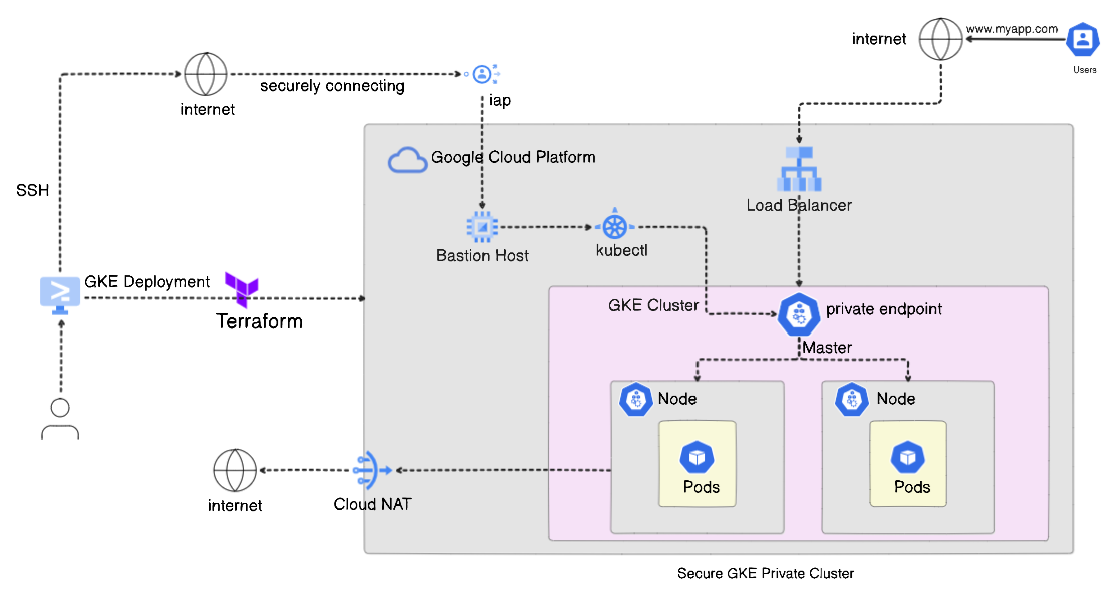 internet
www.myapp.com
Users
internet
securely connecting
iap
Google Cloud Platform
SSH
Load Balancer
Bastion Host
kubectl
GKE Deployment
Terraform
GKE Cluster
private endpoint
Master
Node
Node
Pods
Pods
internet
Cloud NAT
Secure GKE Private Cluster